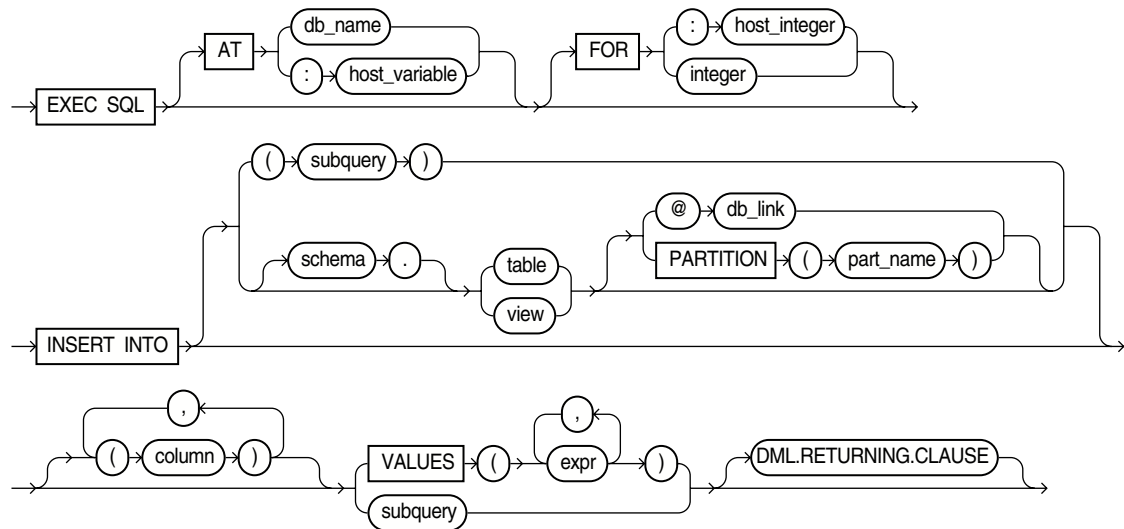 db_name
AT
: host_variable
: host_integer
FOR
integer
EXEC SQL
( subquery )
@ db_link
PARTITION ( part_name )
schema .
table
view
INSERT INTO
,
( column )
,
VALUES ( expr )
subquery
DML.RETURNING.CLAUSE